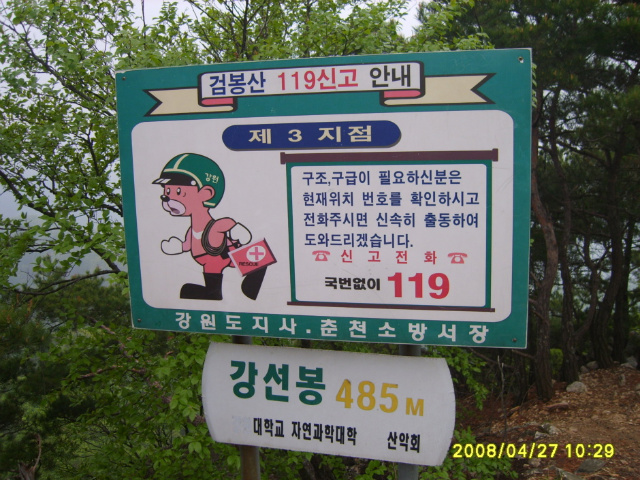 검봉산 119신고 안내
제 3 지점
강원
RESCUE
구조,구급이 필요하신분은
현재위치 번호를 확인하시고
전화주시면 신속히 출동하여
도와드리겠습니다.
☎ 신고전화 ☎
국번없이 119
강원도지사.춘천소방서장
강선봉 485M
대학교 자연과학대학 산악회
2008/04/27 10:29